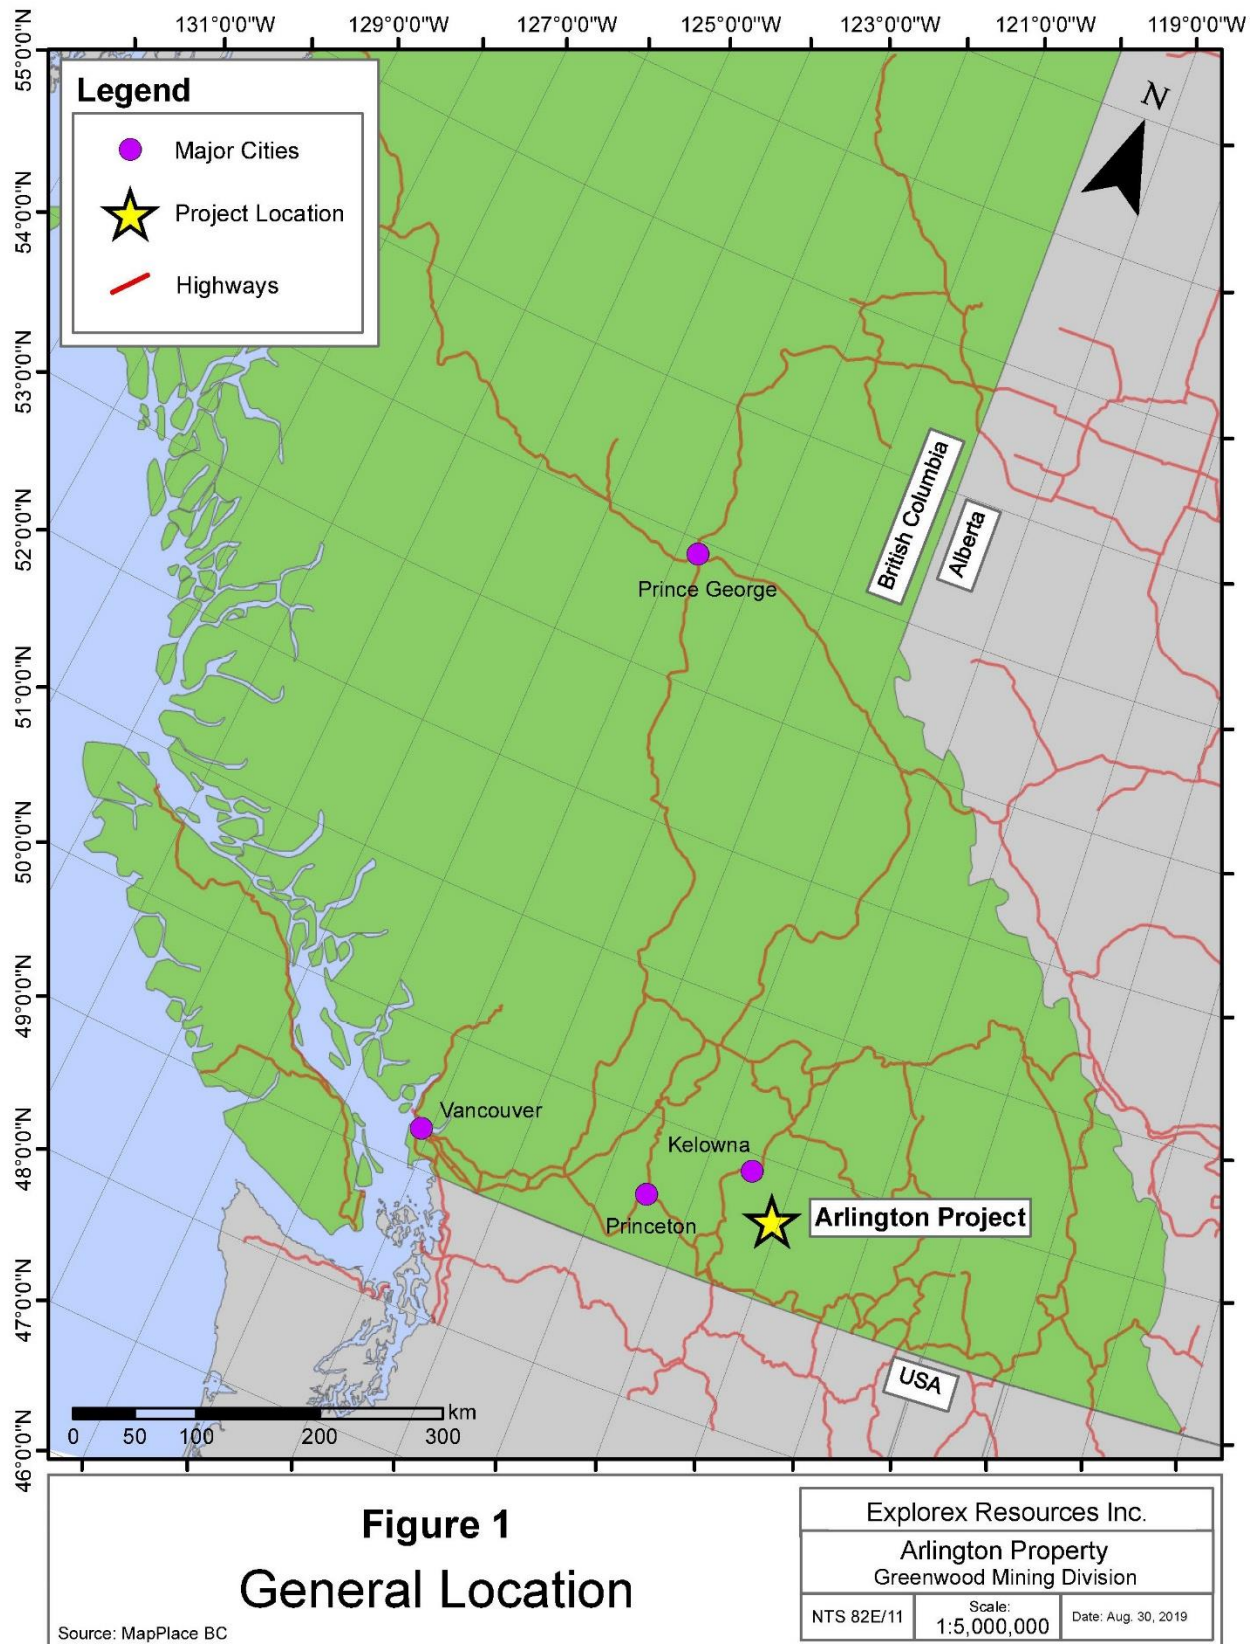 131°0'0"W 129°0'0"W 127°0'0"W 125°0'0"W 123°0'0"W 121°0'0"W 119°0'0"W
55°0'0"N
54°0'0"N
53°0'0"N
52°0'0"N
51°0'0"N
50°0'0"N
49°0'0"N
48°0'0"N
47°0'0"N
46°0'0"N
Legend
Major Cities
Project Location
Highways
N
British Columbia
Alberta
Prince George
Vancouver
Kelowna
Princeton
Arlington Project
USA
km
0 50 100 200 300
Figure 1
General Location
Source: MapPlace BC
Explorex Resources Inc.
Arlington Property
Greenwood Mining Division
NTS 82E/11
Scale:
1:5,000,000
Date: Aug. 30, 2019